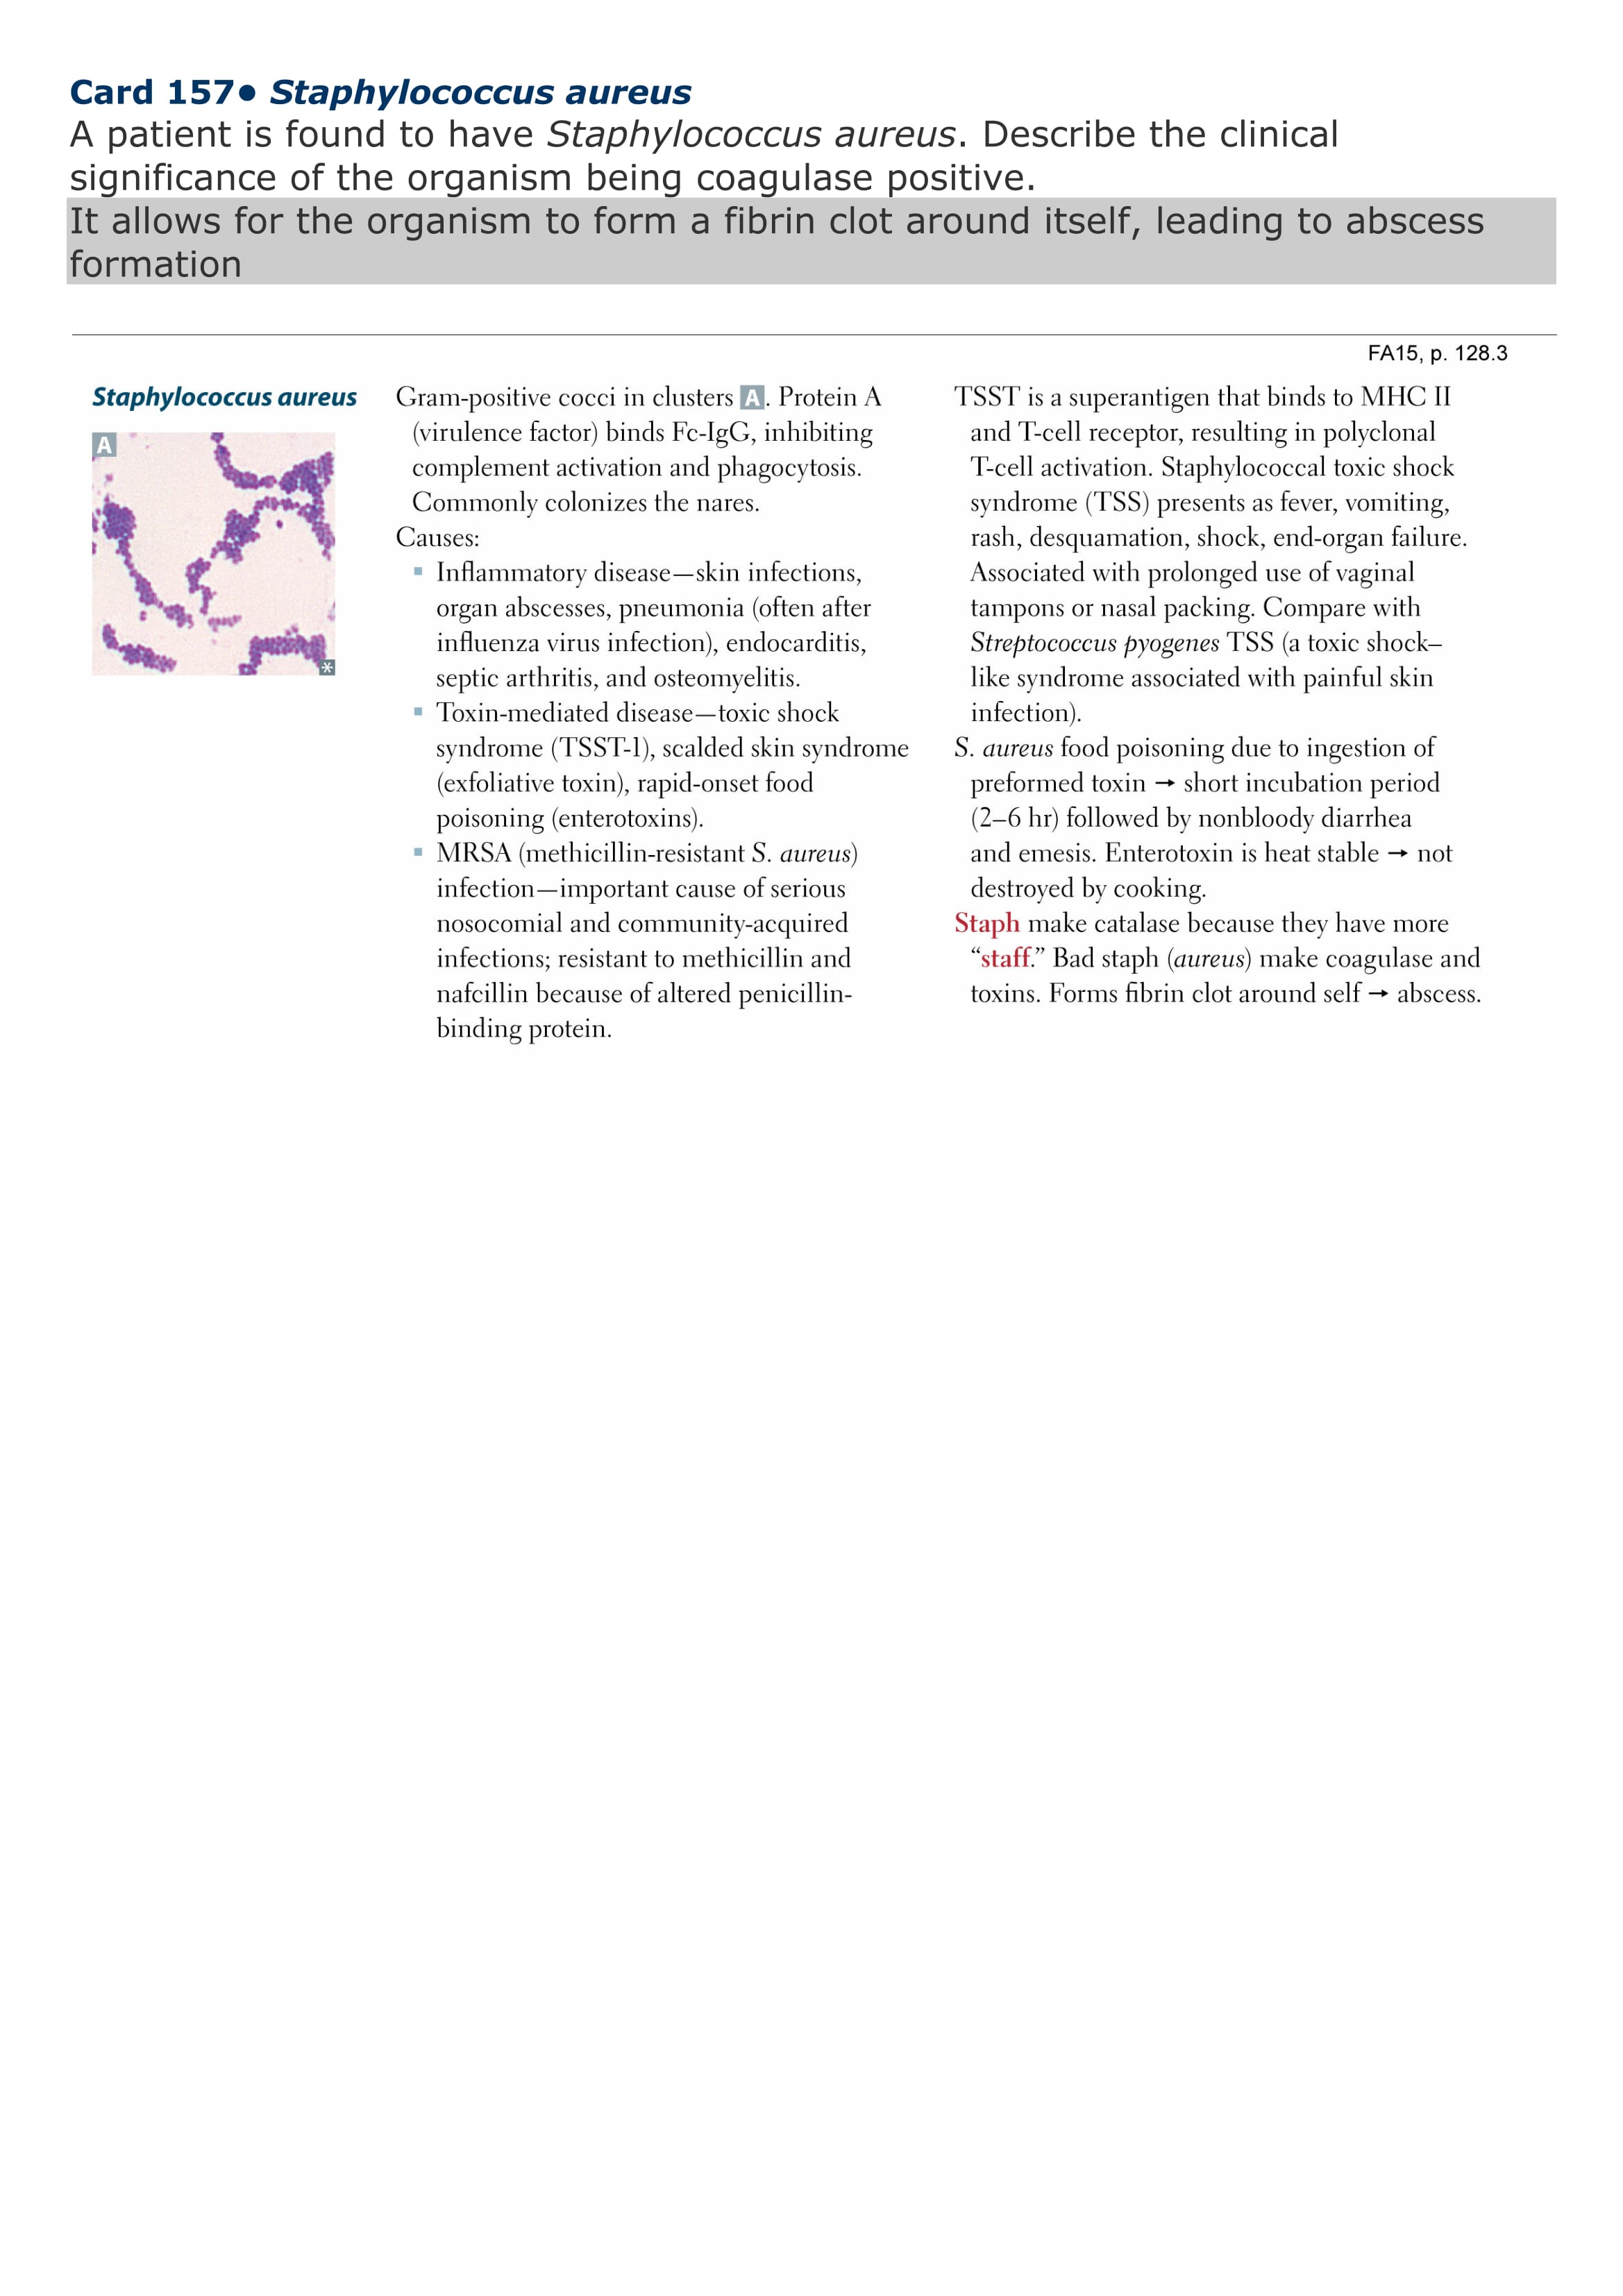 Card 157● Staphylococcus aureus
A patient is found to have Staphylococcus aureus. Describe the clinical
significance of the organism being coagulase positive.
It allows for the organism to form a fibrin clot around itself, leading to abscess
formation
FA15, p. 128.3
Staphylococcus aureus
A
*
Gram-positive cocci in clusters A. Protein A
(virulence factor) binds Fc-IgG, inhibiting
complement activation and phagocytosis.
Commonly colonizes the nares.
Causes:
▪ Inflammatory disease—skin infections,
organ abscesses, pneumonia (often after
influenza virus infection), endocarditis,
septic arthritis, and osteomyelitis.
▪ Toxin-mediated disease—toxic shock
syndrome (TSST-1), scalded skin syndrome
(exfoliative toxin), rapid-onset food
poisoning (enterotoxins).
▪ MRSA (methicillin-resistant S. aureus)
infection—important cause of serious
nosocomial and community-acquired
infections; resistant to methicillin and
nafcillin because of altered penicillin-
binding protein.
TSST is a superantigen that binds to MHC II
and T-cell receptor, resulting in polyclonal
T-cell activation. Staphylococcal toxic shock
syndrome (TSS) presents as fever, vomiting,
rash, desquamation, shock, end-organ failure.
Associated with prolonged use of vaginal
tampons or nasal packing. Compare with
Streptococcus pyogenes TSS (a toxic shock–
like syndrome associated with painful skin
infection).
S. aureus food poisoning due to ingestion of
preformed toxin → short incubation period
(2–6 hr) followed by nonbloody diarrhea
and emesis. Enterotoxin is heat stable → not
destroyed by cooking.
Staph make catalase because they have more
“staff.” Bad staph (aureus) make coagulase and
toxins. Forms fibrin clot around self → abscess.